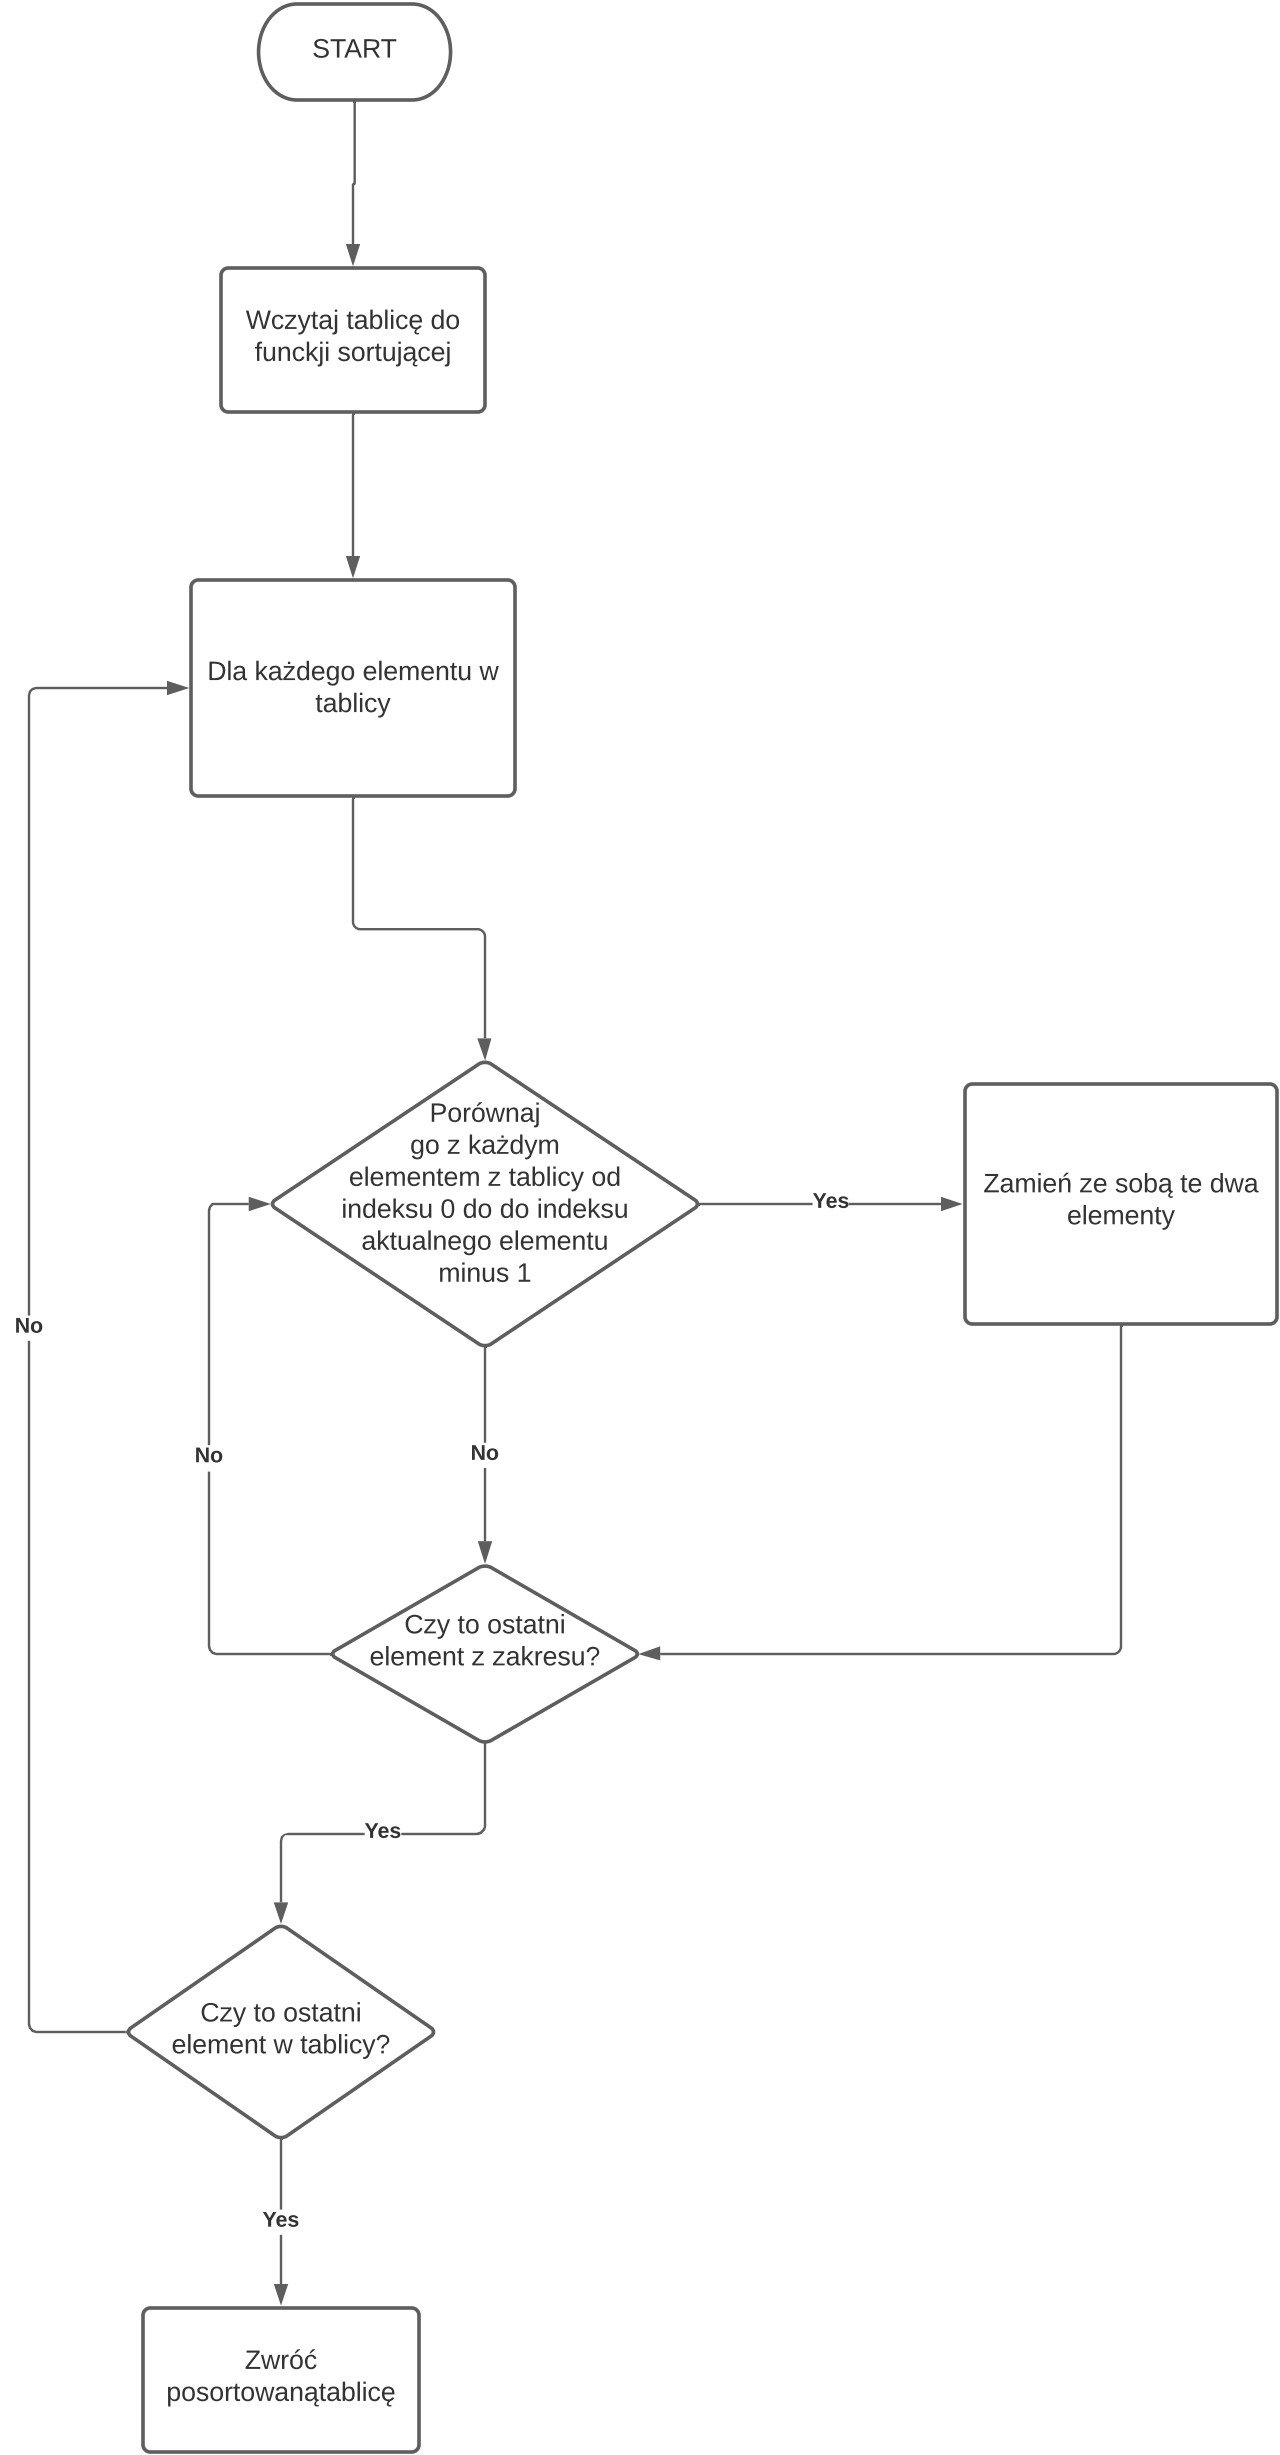 START
Wczytaj tablicę do
funckji sortującej
Dla każdego elementu w
tablicy
Porównaj
go z każdym
elementem z tablicy od
indeksu 0 do do indeksu
aktualnego elementu
minus 1
Yes
Zamień ze sobą te dwa
elementy
No
No
No
Czy to ostatni
element z zakresu?
Yes
Czy to ostatni
element w tablicy?
Yes
Zwróć
posortowanątablicę